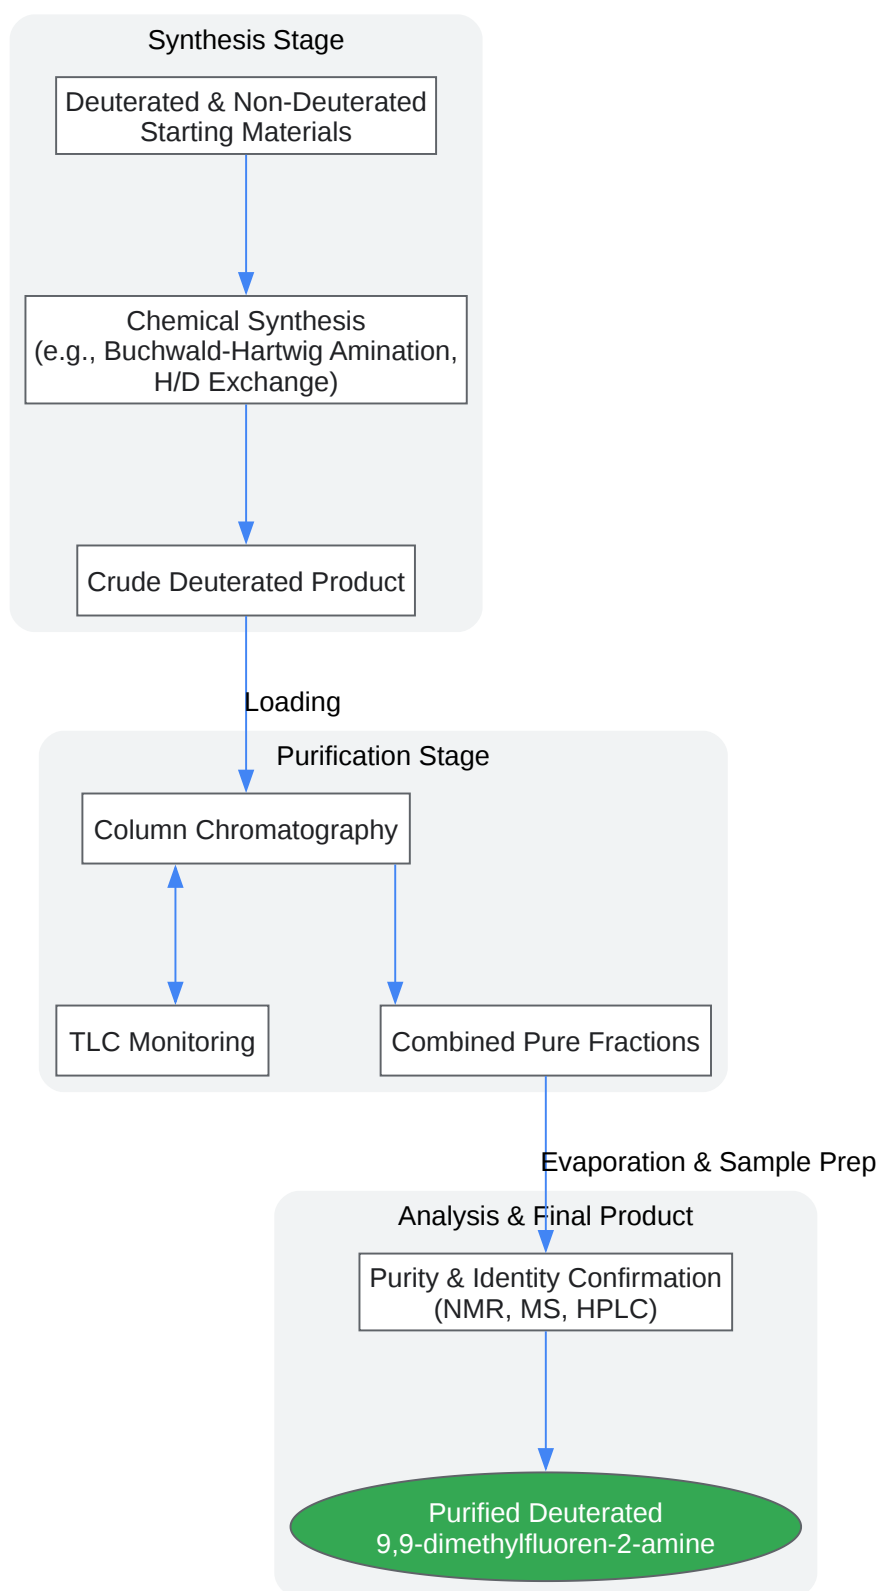 Synthesis Stage
Deuterated & Non-Deuterated
Starting Materials
Chemical Synthesis
(e.g., Buchwald-Hartwig Amination,
H/D Exchange)
Crude Deuterated Product
Loading
Purification Stage
Column Chromatography
TLC Monitoring
Combined Pure Fractions
Evaporation & Sample Prep
Analysis & Final Product
Purity & Identity Confirmation
(NMR, MS, HPLC)
Purified Deuterated
9,9-dimethylfluoren-2-amine